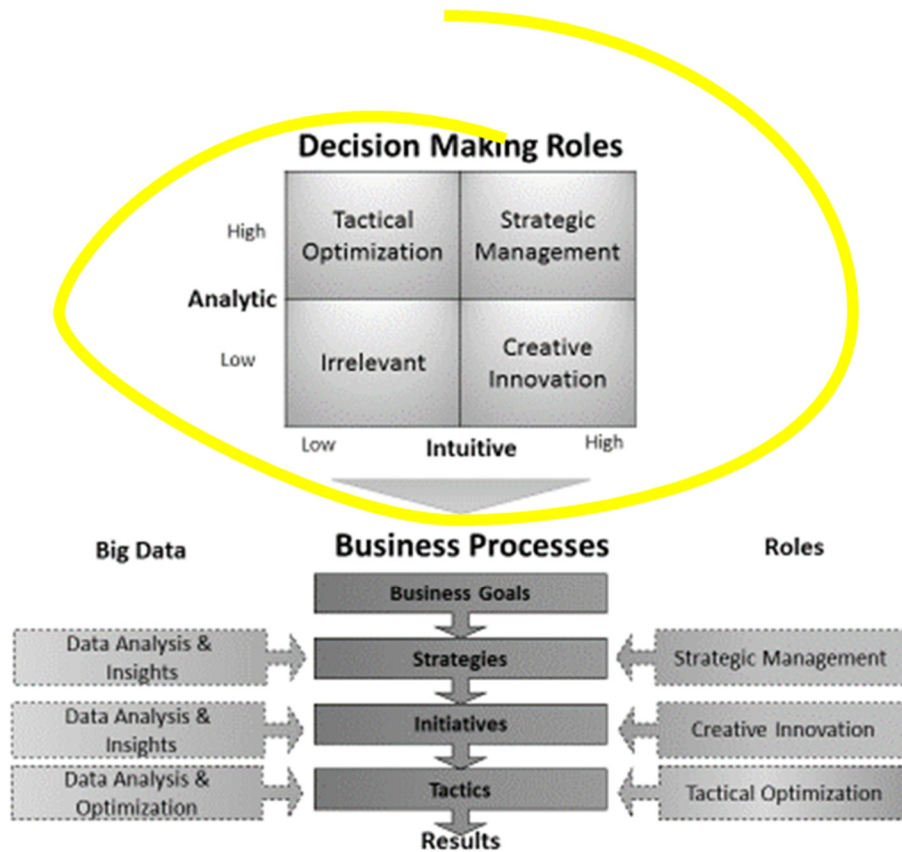 Decision Making Roles
High
Tactical
Optimization
Strategic
Management
Analytic
Low
Irrelevant
Creative
Innovation
Low
Intuitive
High
Big Data
Business Processes
Roles
Business Goals
Data Analysis &
Insights
Strategies
Strategic Management
Data Analysis &
Insights
Initiatives
Creative Innovation
Data Analysis &
Optimization
Tactics
Tactical Optimization
Results